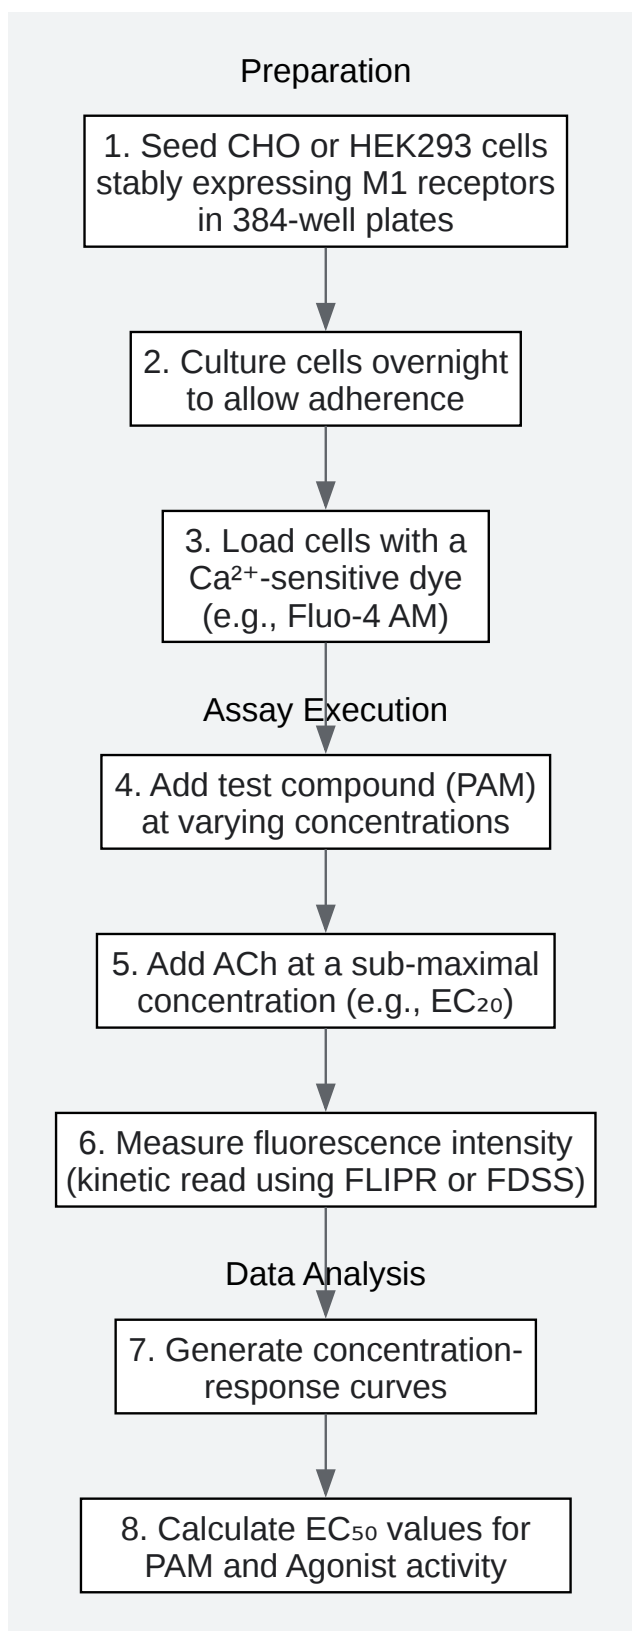 Preparation
1. Seed CHO or HEK293 cells
stably expressing M1 receptors
in 384-well plates
2. Culture cells overnight
to allow adherence
3. Load cells with a
Ca²⁺-sensitive dye
(e.g., Fluo-4 AM)
Assay Execution
4. Add test compound (PAM)
at varying concentrations
5. Add ACh at a sub-maximal
concentration (e.g., EC₂₀)
6. Measure fluorescence intensity
(kinetic read using FLIPR or FDSS)
Data Analysis
7. Generate concentration-
response curves
8. Calculate EC₅₀ values for
PAM and Agonist activity